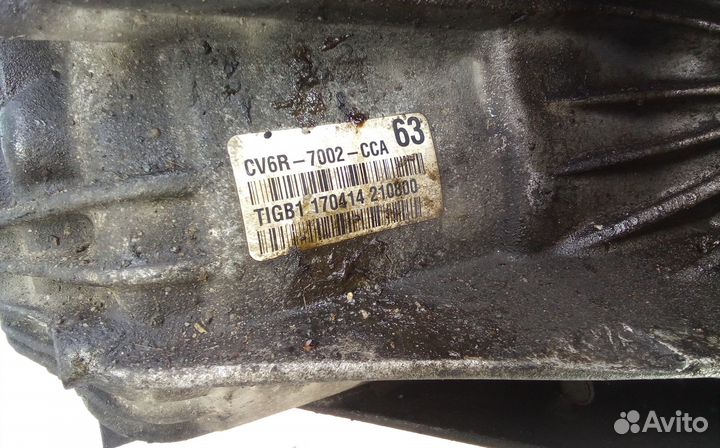 63
CV6R-7002-CCA
TIGB1 170414 210800
Avito